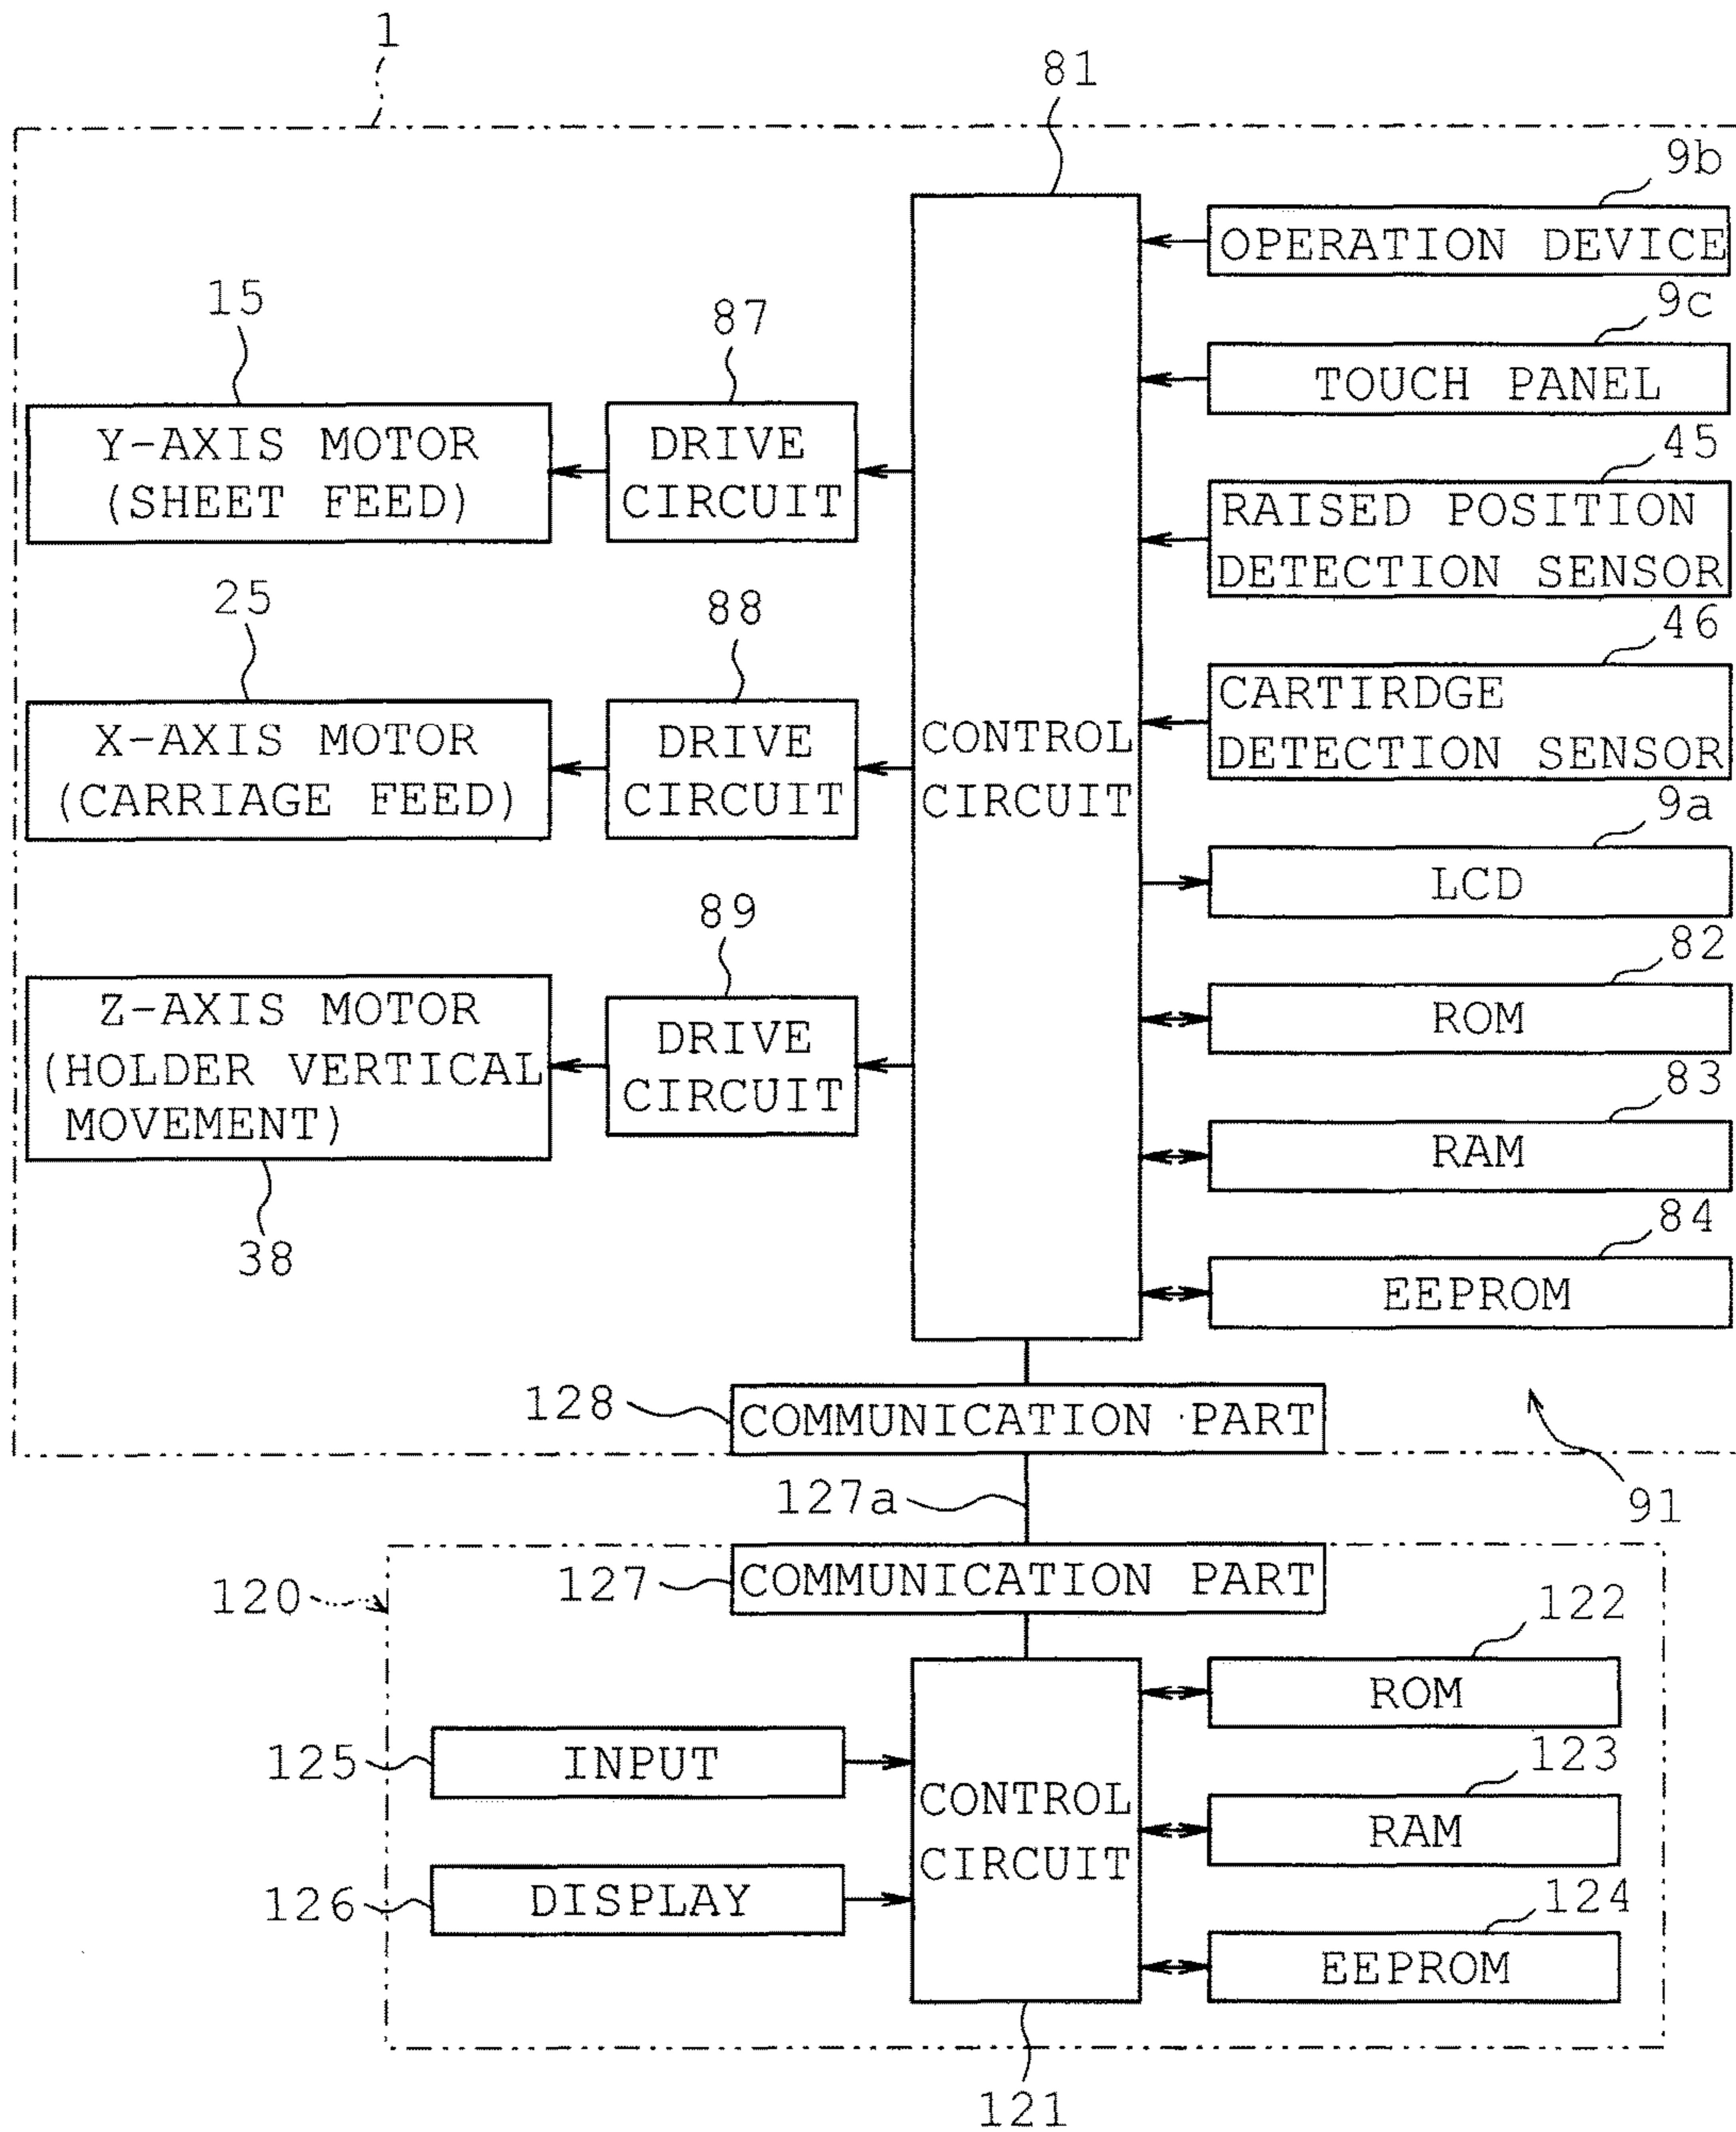 1
81
9b
OPERATION DEVICE
9c
TOUCH PANEL
15
87
45
Y-AXIS MOTOR
(SHEET FEED)
DRIVE
CIRCUIT
RAISED POSITION
DETECTION SENSOR
25
88
46
X-AXIS MOTOR
(CARRIAGE FEED)
DRIVE
CIRCUIT
CONTROL
CIRCUIT
CARTIRDGE
DETECTION SENSOR
9a
LCD
89
82
Z-AXIS MOTOR
(HOLDER VERTICAL
MOVEMENT)
DRIVE
CIRCUIT
ROM
83
RAM
38
84
EEPROM
128
COMMUNICATION PART
127a
91
127
COMMUNICATION PART
120
122
ROM
125
INPUT
123
CONTROL
CIRCUIT
RAM
126
DISPLAY
124
EEPROM
121